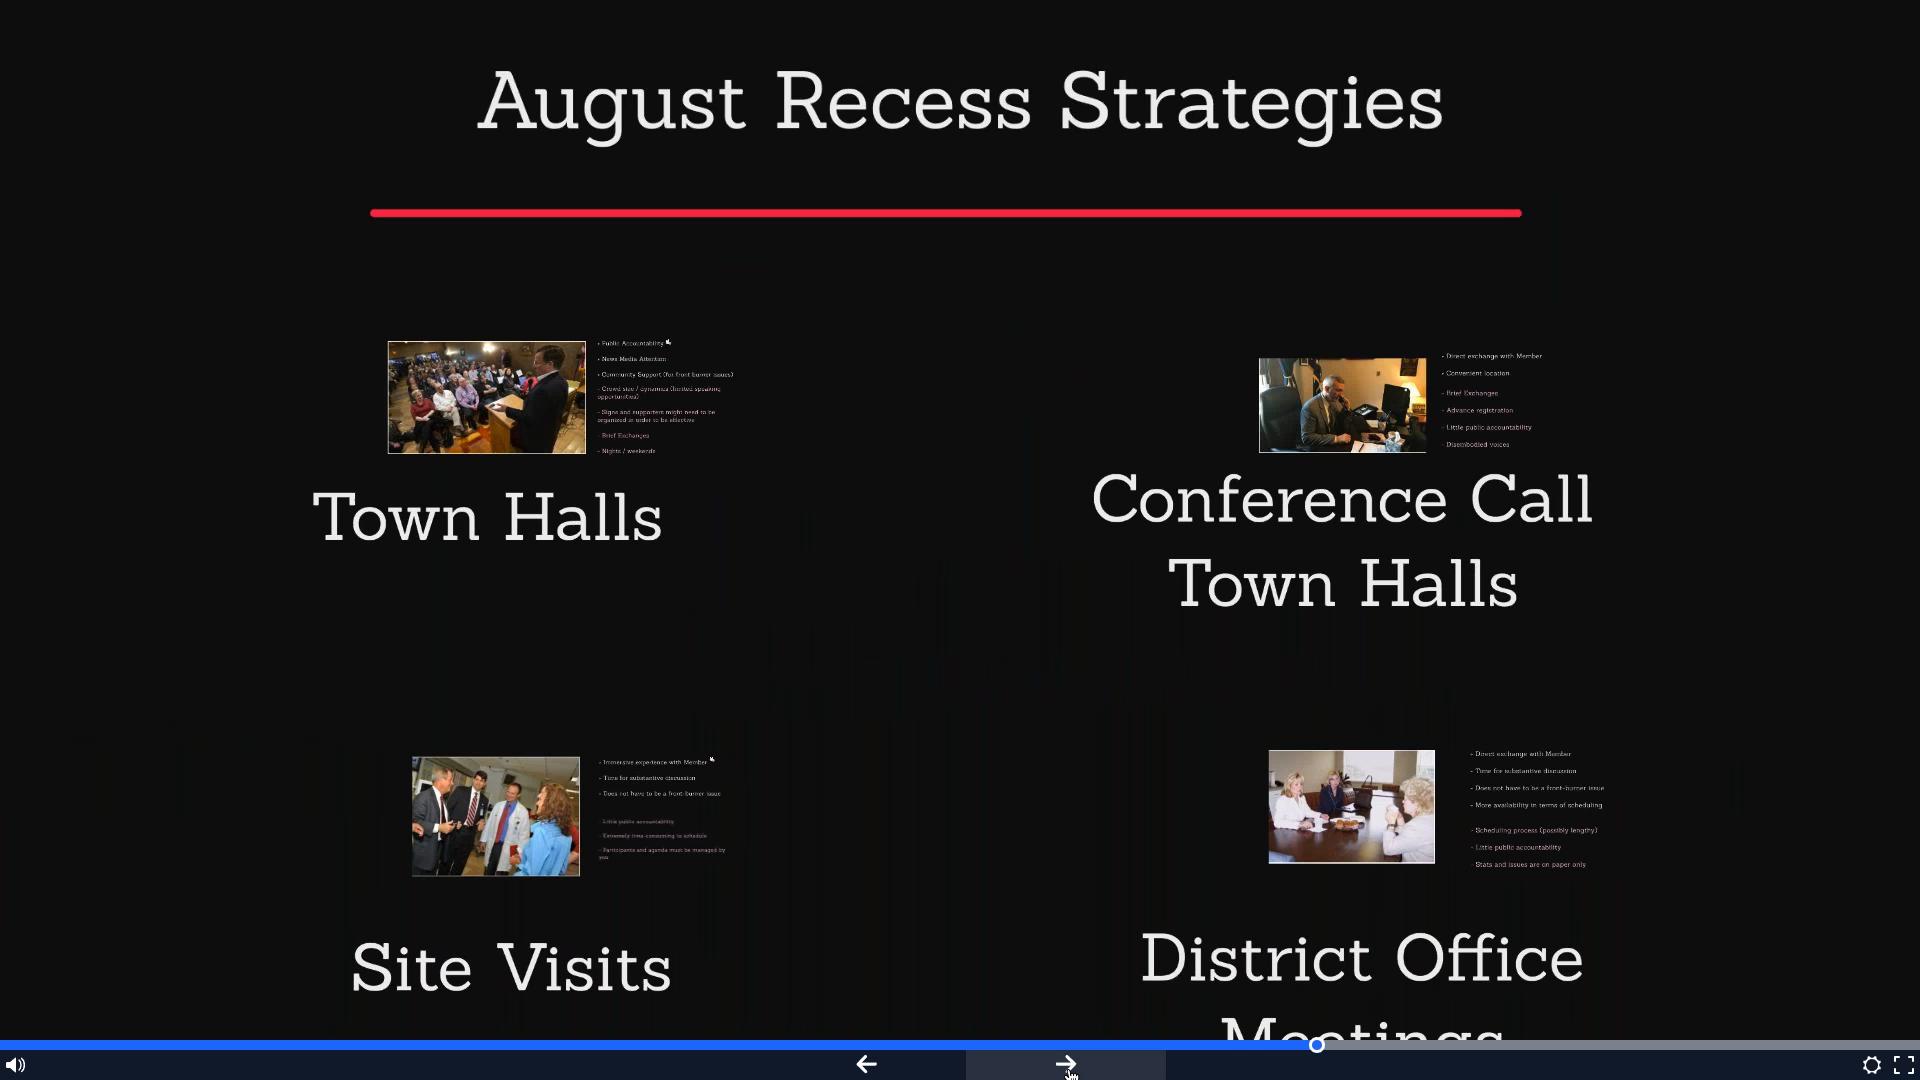 August Recess Strategies
• Public Accountability
• News Media Attention
• Community Support (for front burner issues)
- Crowd size / dynamics (limited speaking
opportunities)
- Signs and supporters might need to be
organized in order to be effective
- Brief Exchanges
- Nights / weekends
Town Halls
• Direct exchange with Member
• Convenient location
- Brief Exchanges
- Advance registration
- Little public accountability
- Disembodied voices
Conference Call
Town Halls
• Immersive experience with Member
• Time for substantive discussion
• Does not have to be a front-burner issue
- Little public accountability
- Extremely time-consuming to schedule
- Participants and agenda must be managed by
you
Site Visits
• Direct exchange with Member
• Time for substantive discussion
• Does not have to be a front-burner issue
• More availability in terms of scheduling
- Scheduling process (possibly lengthy)
- Little public accountability
- Stats and issues are on paper only
District Office
Meetings